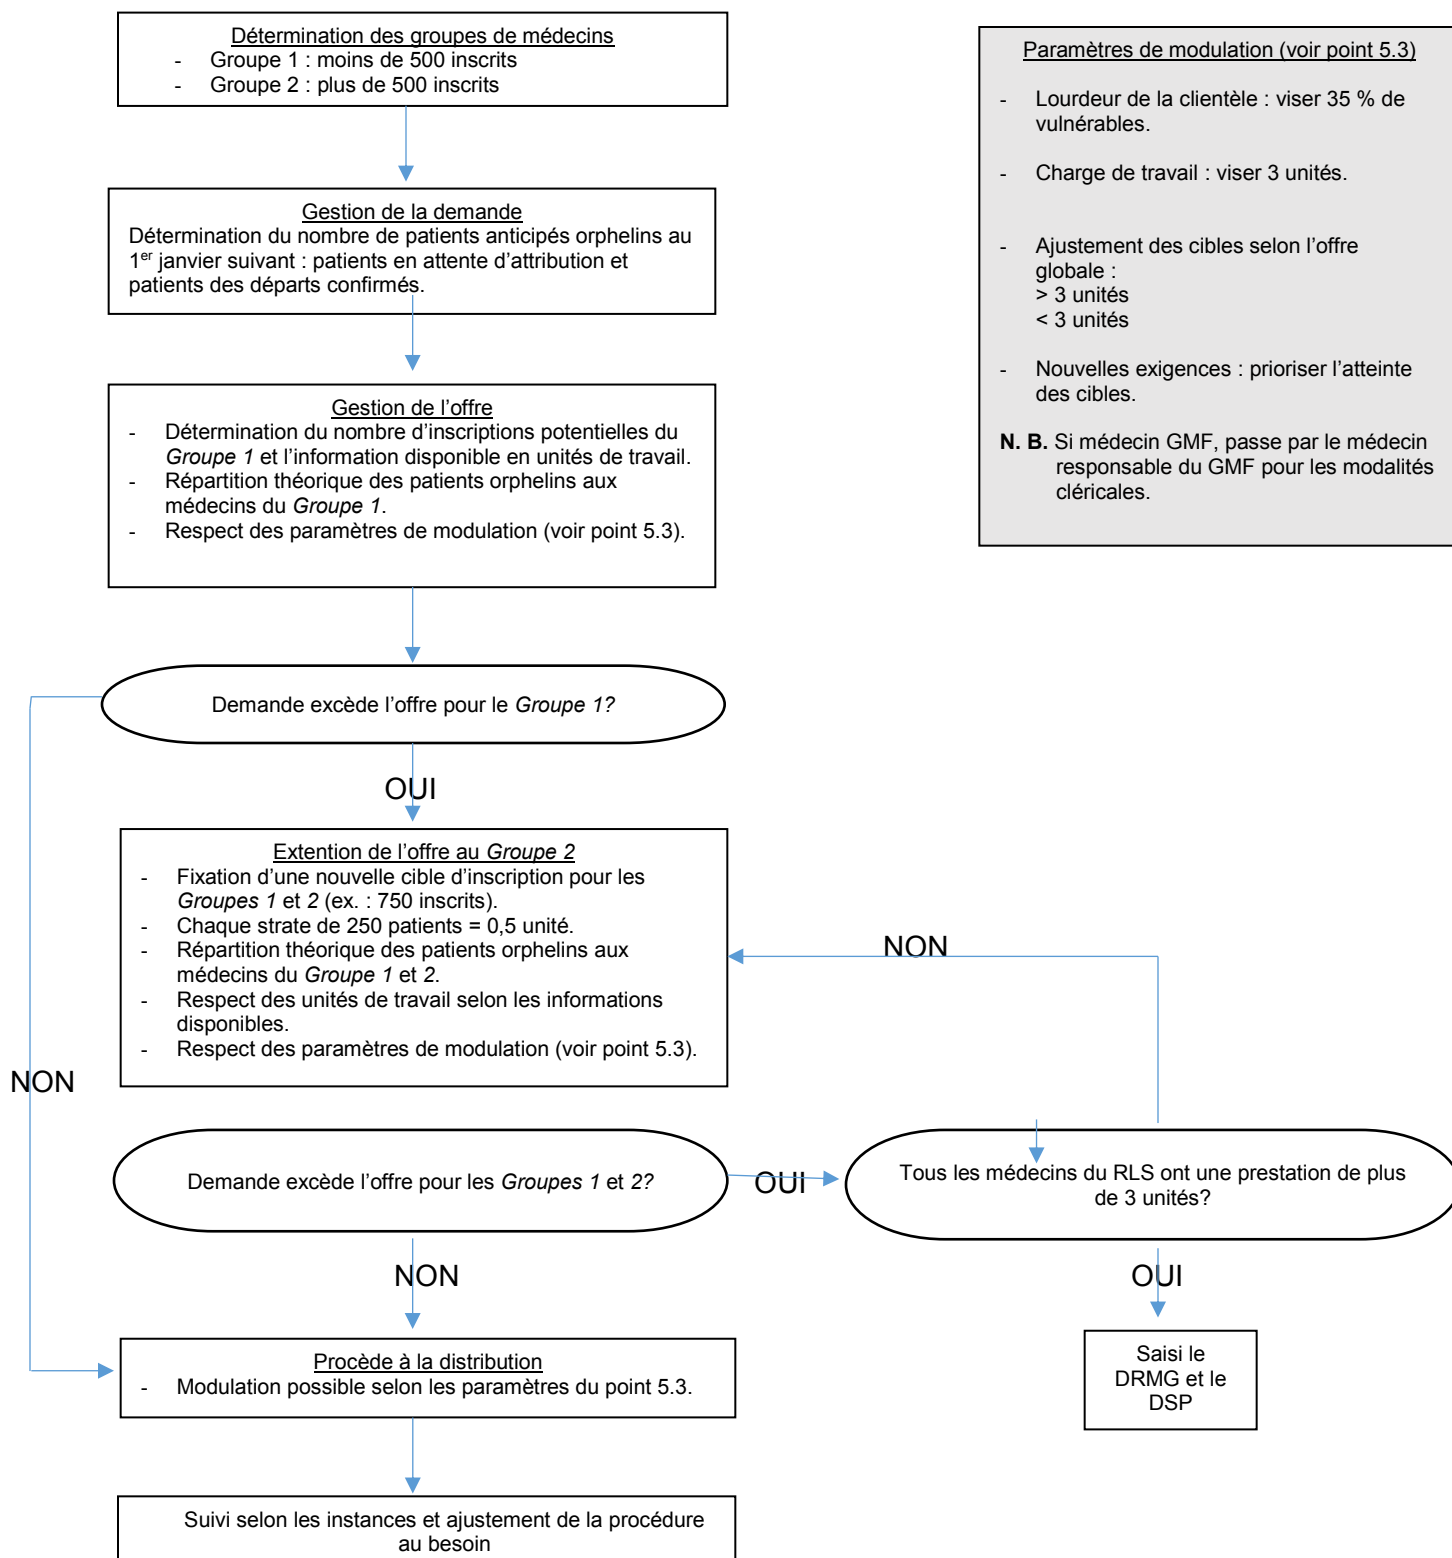 Détermination des groupes de médecins
- Groupe 1 : moins de 500 inscrits
- Groupe 2 : plus de 500 inscrits
Gestion de la demande
Détermination du nombre de patients anticipés orphelins au
1er janvier suivant : patients en attente d’attribution et
patients des départs confirmés.
Gestion de l’offre
- Détermination du nombre d’inscriptions potentielles du
Groupe 1 et l’information disponible en unités de travail.
- Répartition théorique des patients orphelins aux
médecins du Groupe 1.
- Respect des paramètres de modulation (voir point 5.3).
Demande excède l’offre pour le Groupe 1?
OUI
Extention de l’offre au Groupe 2
- Fixation d’une nouvelle cible d’inscription pour les
Groupes 1 et 2 (ex. : 750 inscrits).
- Chaque strate de 250 patients = 0,5 unité.
- Répartition théorique des patients orphelins aux
médecins du Groupe 1 et 2.
- Respect des unités de travail selon les informations
disponibles.
- Respect des paramètres de modulation (voir point 5.3).
NON
NON
Demande excède l’offre pour les Groupes 1 et 2?
OUI
Tous les médecins du RLS ont une prestation de plus
de 3 unités?
NON
OUI
Procède à la distribution
- Modulation possible selon les paramètres du point 5.3.
Saisi le
DRMG et le
DSP
Suivi selon les instances et ajustement de la procédure
au besoin
Paramètres de modulation (voir point 5.3)
- Lourdeur de la clientèle : viser 35 % de
vulnérables.
- Charge de travail : viser 3 unités.
- Ajustement des cibles selon l’offre
globale :
> 3 unités
< 3 unités
- Nouvelles exigences : prioriser l’atteinte
des cibles.
N. B. Si médecin GMF, passe par le médecin
responsable du GMF pour les modalités
cléricales.